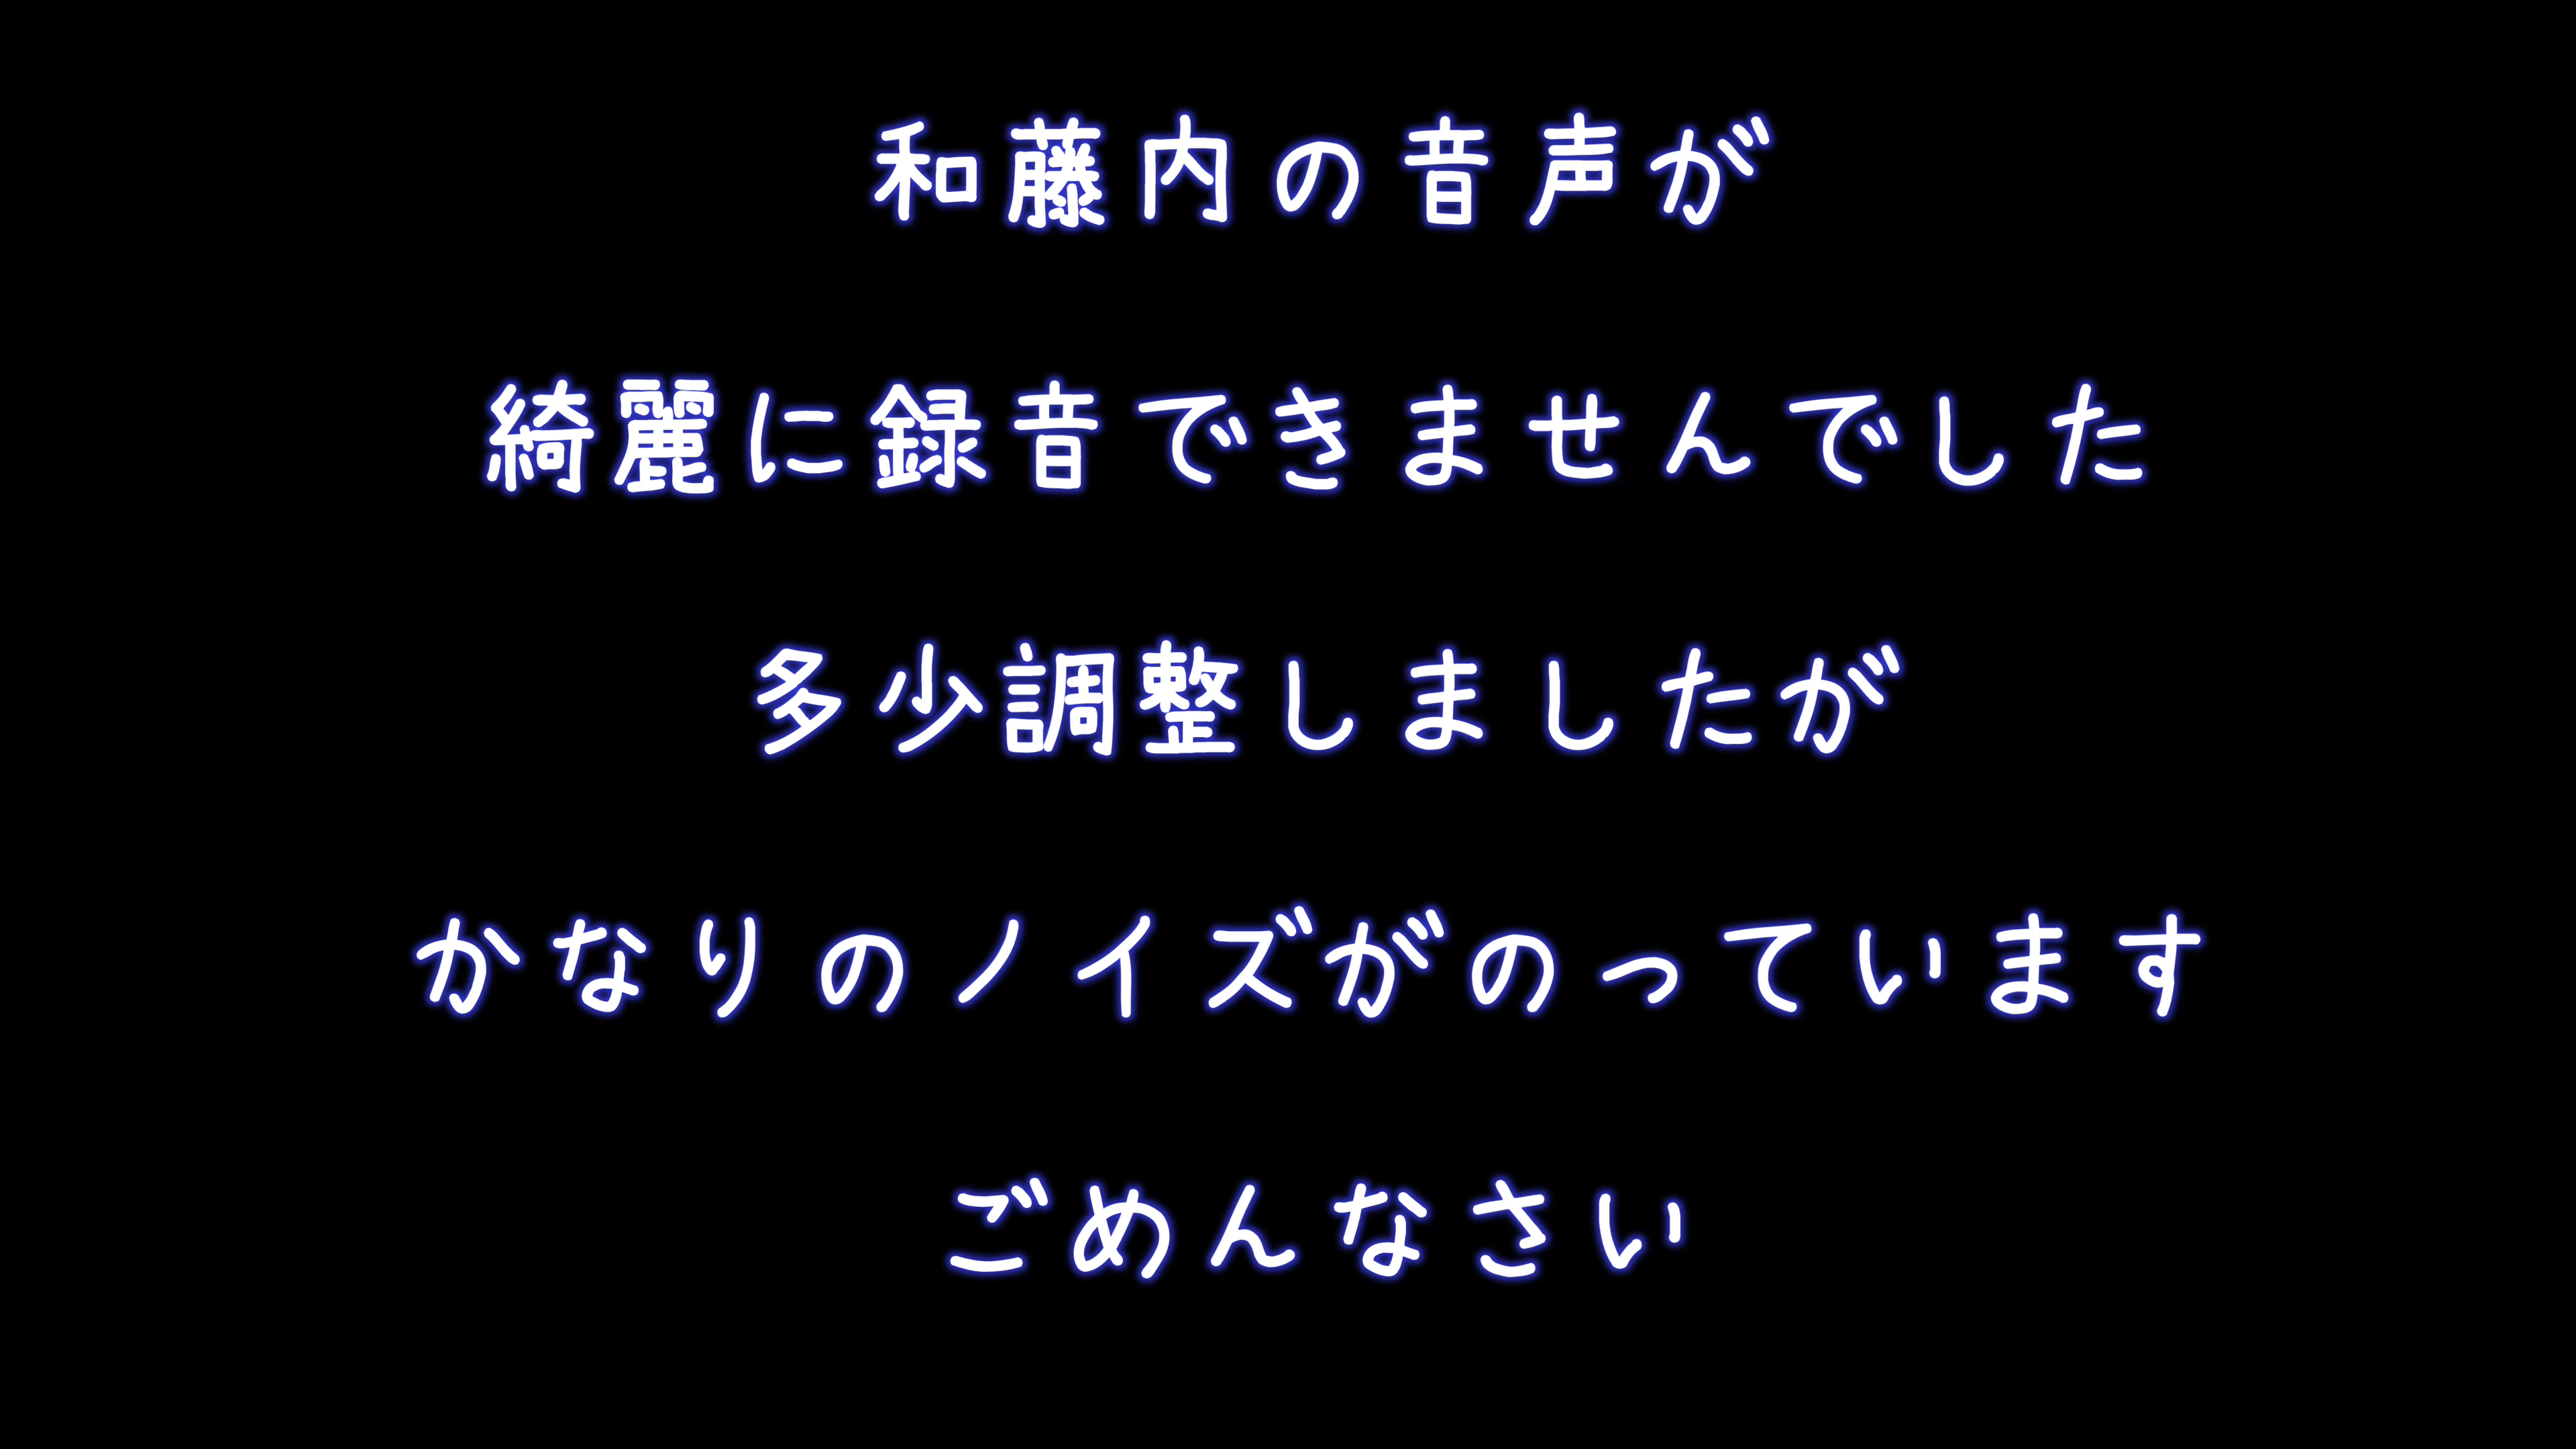 和藤内の音声が
綺麗に録音できませんでした
多少調整しましたが
かなりのノイズがのっています
ごめんなさい